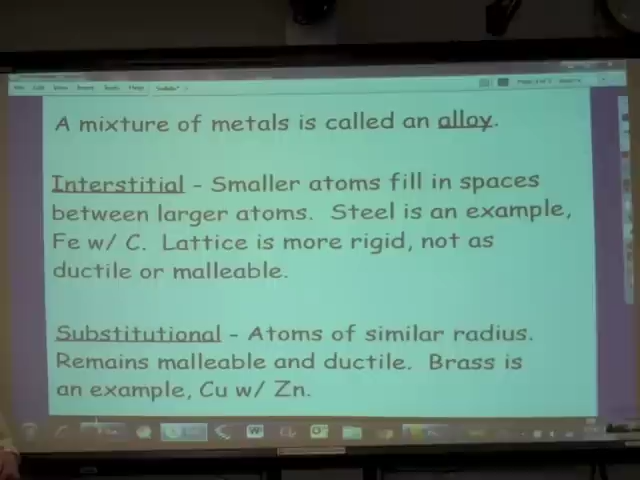 A mixture of metals is called an alloy.
Interstitial - Smaller atoms fill in spaces
between larger atoms. Steel is an example,
Fe w/ C. Lattice is more rigid, not as
ductile or malleable.
Substitutional - Atoms of similar radius.
Remains malleable and ductile. Brass is
an example, Cu w/ Zn.